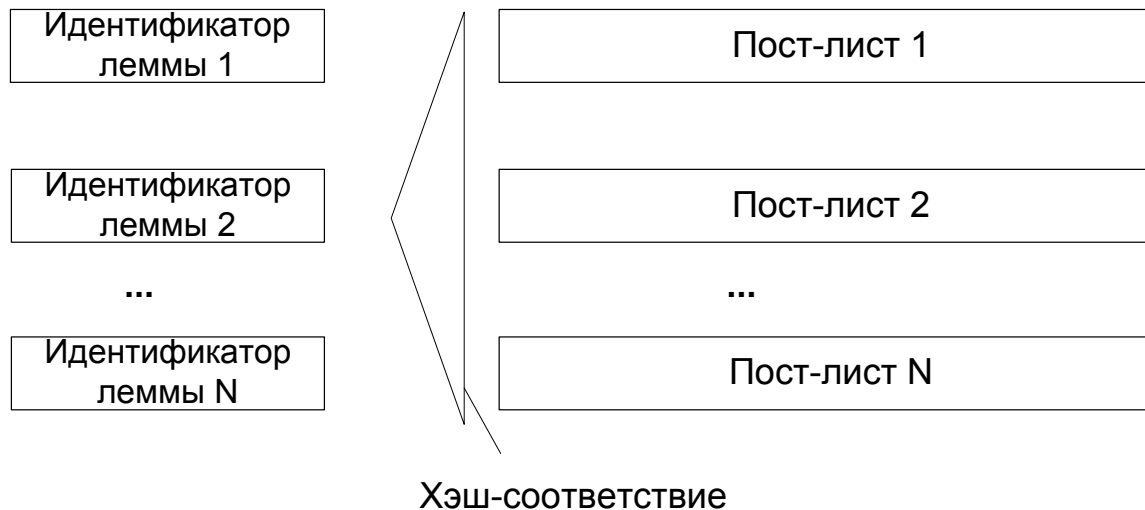 Идентификатор
леммы 1
Пост-лист 1
Идентификатор
леммы 2
Пост-лист 2
...
...
Идентификатор
леммы N
Пост-лист N
Хэш-соответствие